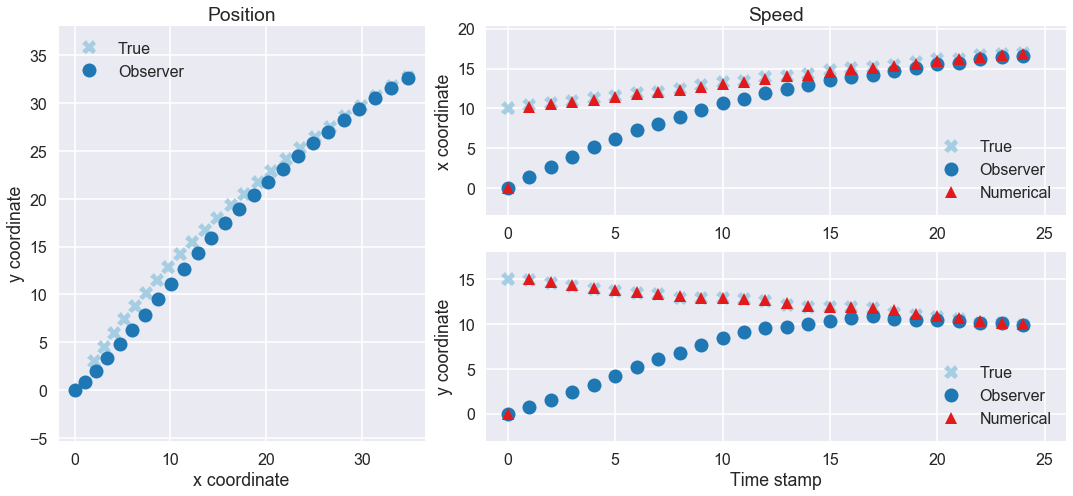 Position
True
Observer
35
30
25
20
15
10
5
0
−5
y coordinate
0 10 20 30
x coordinate
Speed
20
15
10
5
0
x coordinate
True
Observer
Numerical
0 5 10 15 20 25
15
10
5
0
y coordinate
True
Observer
Numerical
0 5 10 15 20 25
Time stamp